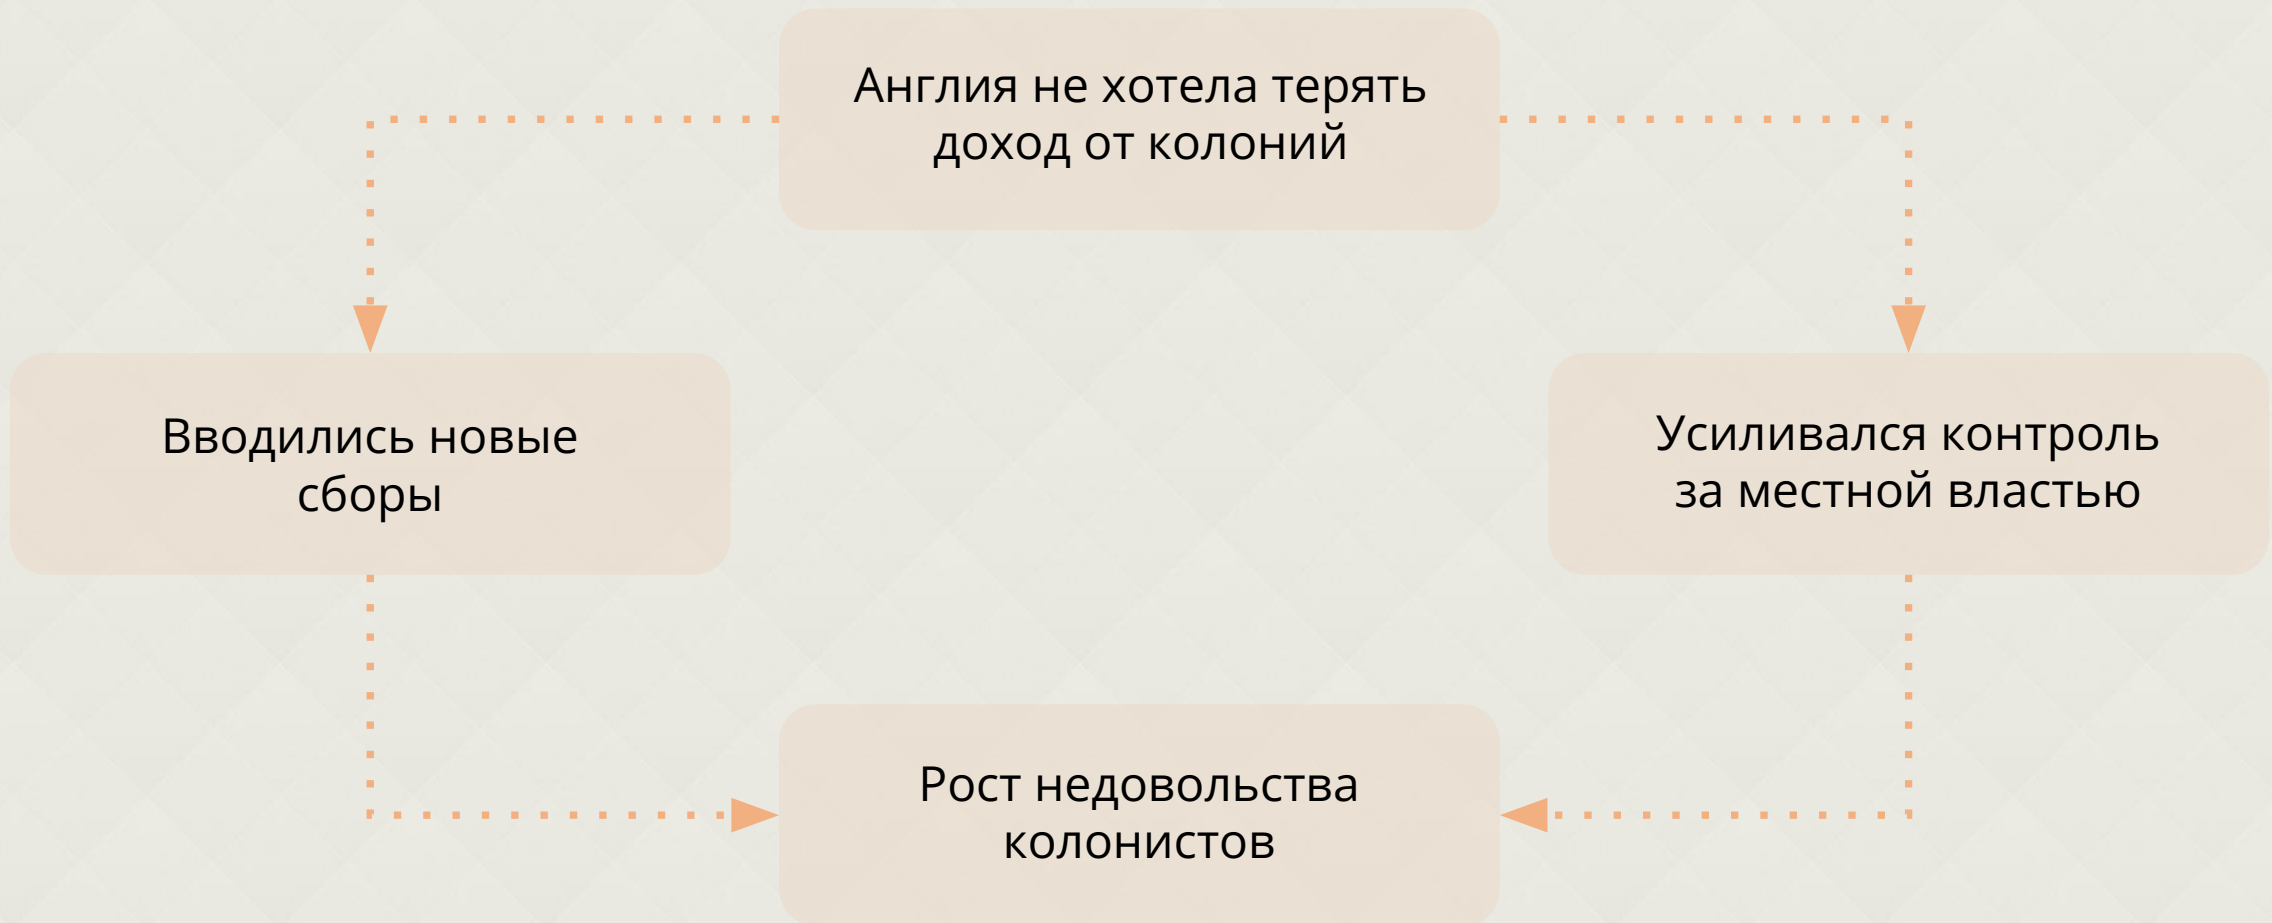 Англия не хотела терять
доход от колоний
Вводились новые
сборы
Усиливался контроль
за местной властью
Рост недовольства
колонистов